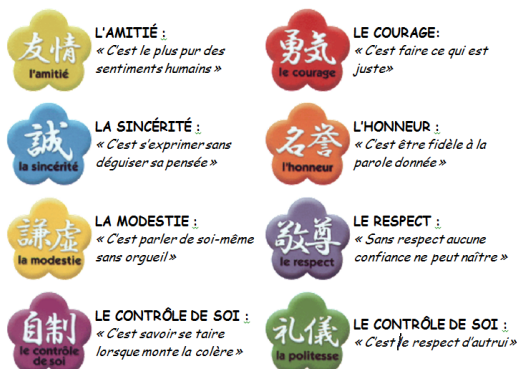 友情
l'amitié
L'AMITIÉ :
« C'est le plus pur des
sentiments humains»
勇気
le courage
LE COURAGE:
« C'est faire ce qui est
juste»
誠
la sincérité
LA SINCÉRITÉ :
« C'est s'exprimer sans
déguiser sa pensée »
名誉
l'honneur
L'HONNEUR :
« C'est être fidèle à la
parole donnée »
謙虚
la modestie
LA MODESTIE :
« C'est parler de soi-même
sans orgueil »
敬尊
le respect
LE RESPECT :
« Sans respect aucune
confiance ne peut naître »
自制
le contrôle
de soi
LE CONTRÔLE DE SOI :
« C'est savoir se taire
lorsque monte la colère »
礼儀
la politesse
LE CONTRÔLE DE SOI :
« C'est le respect d'autrui »